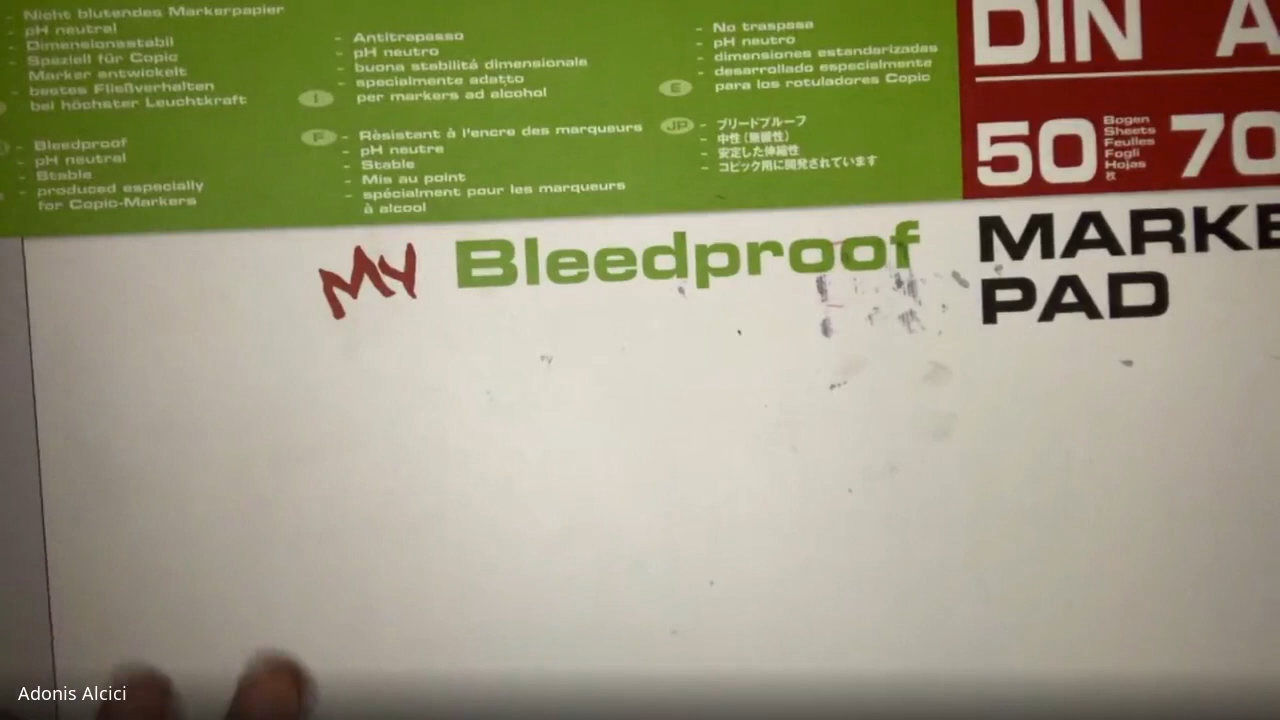 - Nicht blutendes Markerpapier
- pH neutral
- Dimensionsstabil
- Speziell für Copic
Marker entwickelt
- bestes Fließverhalten
bei höchster Leuchtkraft
- Bleedproof
- pH neutral
- Stable
- produced especially
for Copic-Markers
I
- Antitrapasso
- pH neutro
- buona stabilitá dimensionale
- specialmente adatto
per markers ad alcohol
F
- Rèsistant à l'encre des marqueurs
- pH neutre
- Stable
- Mis au point
- spécialment pour les marqueurs
à alcool
E
- No traspasa
- pH neutro
- dimensiones estandarizadas
- desarrollado especialmente
para los rotuladores Copic
JP
- ブリードプルーフ
- 中性(無酸性)
- 安定した伸縮性
- コピック用に開発されています
DIN A
50
Bogen
Sheets
Feuilles
Fogli
Hojas
枚
70
MY Bleedproof
MARKE
PAD
Adonis Alcici